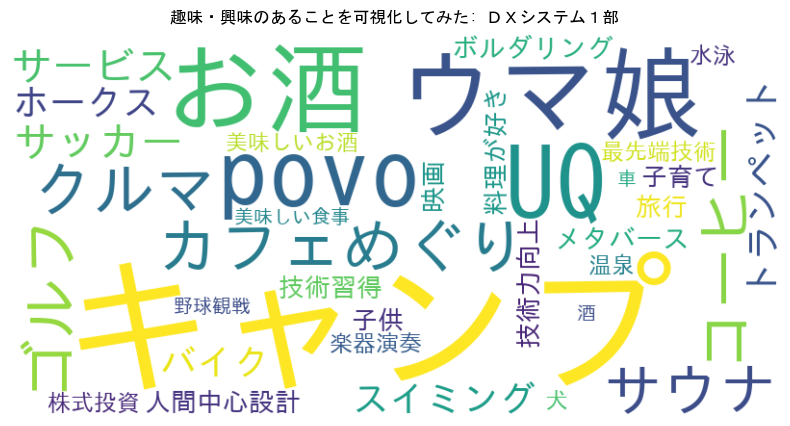 趣味・興味のあることを可視化してみた：ＤＸシステム１部
サービス
お酒
ウマ娘
ボルダリング
水泳
ホークス
サッカー
美味しいお酒
料理が好き
最先端技術
トランペット
クルマ
povo
映画
UQ
車
子育て
コーヒー
美味しい食事
旅行
カフェめぐり
技術力向上
メタバース
温泉
ゴルフ
キャンプ
技術習得
野球観戦
子供
酒
楽器演奏
バイク
サウナ
株式投資
人間中心設計
スイミング
犬